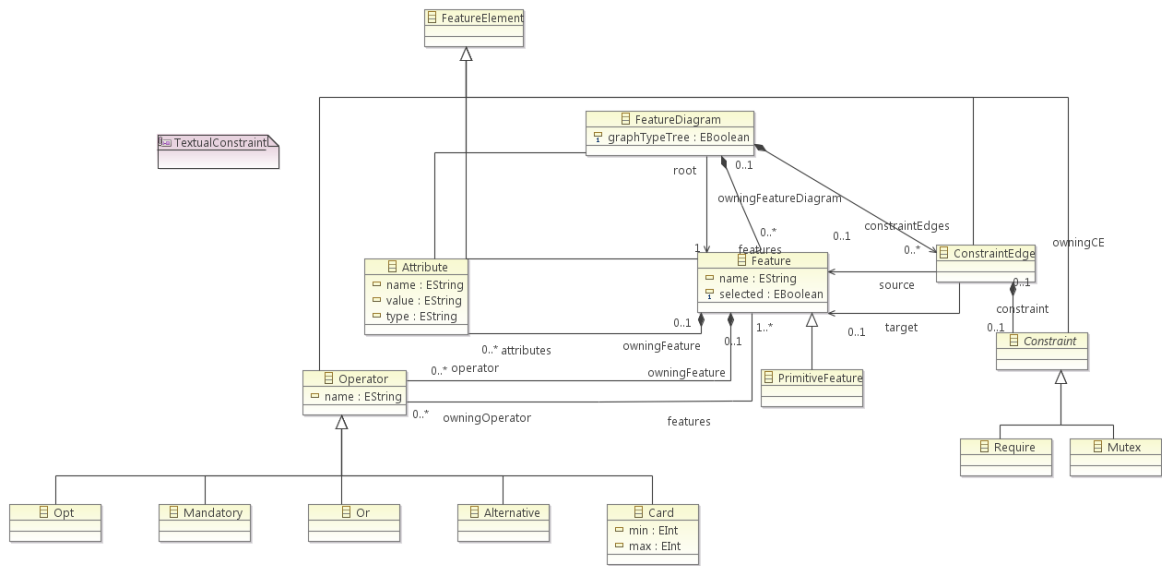 FeatureElement
FeatureDiagram
graphTypeTree : EBoolean
TextualConstraint
root
0..1
owningFeatureDiagram
constraintEdges
0..*
0..1
0..*
owningCE
1
features
Feature
name : EString
selected : EBoolean
ConstraintEdge
Attribute
name : EString
value : EString
type : EString
source
0..1
constraint
0..1
0..1
1..*
0..1
target
0..1
Constraint
0..*
attributes
owningFeature
0..*
operator
owningFeature
Operator
name : EString
PrimitiveFeature
0..*
owningOperator
features
Require
Mutex
Opt
Mandatory
Or
Alternative
Card
min : EInt
max : EInt